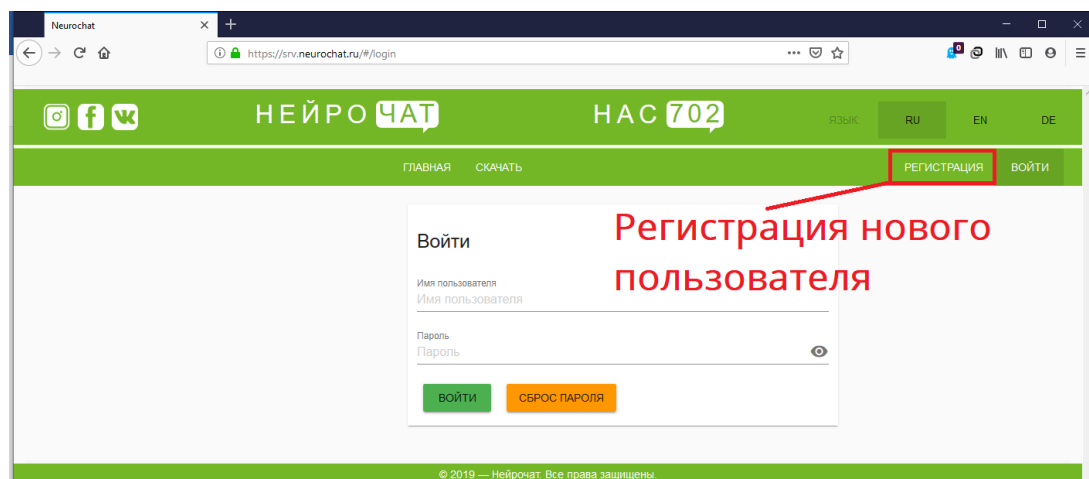 Neurochat
https://srv.neurochat.ru/#/login
0
НЕЙРО ЧАТ
НАС 702
ЯЗЫК:
RU
EN
DE
ГЛАВНАЯ
СКАЧАТЬ
РЕГИСТРАЦИЯ
ВОЙТИ
Регистрация нового
пользователя
Войти
Имя пользователя
Имя пользователя
Пароль
Пароль
ВОЙТИ
СБРОС ПАРОЛЯ
© 2019 — Нейрочат. Все права защищены.